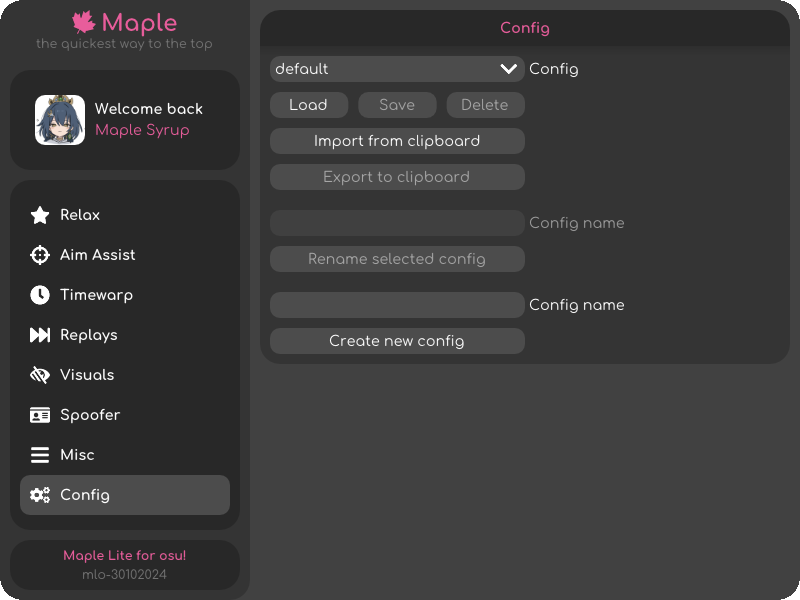 Maple
the quickest way to the top
Welcome back
Maple Syrup
Relax
Aim Assist
Timewarp
Replays
Visuals
Spoofer
Misc
Config
Maple Lite for osu!
mlo-30102024
Config
default Config
Load Save Delete
Import from clipboard
Export to clipboard
Config name
Rename selected config
Config name
Create new config